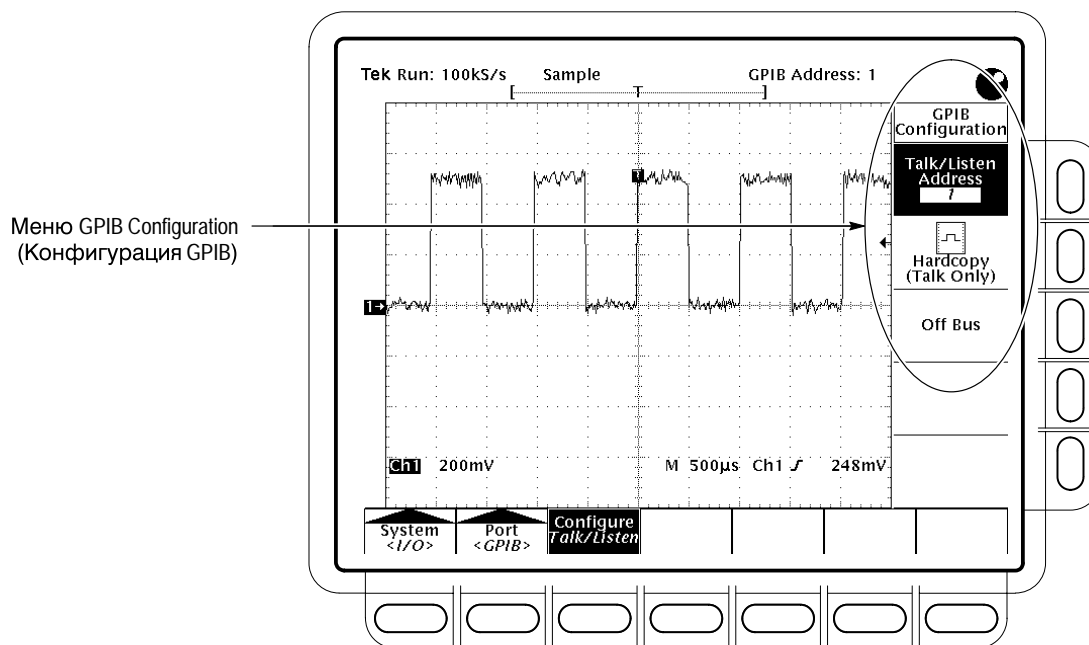 Tek Run: 100kS/s Sample GPIB Address: 1
[ T ]
GPIB
Configuration
Talk/Listen
Address
1
Hardcopy
(Talk Only)
Off Bus
Меню GPIB Configuration
(Конфигурация GPIB)
T
1→
Ch1 200mV M 500µs Ch1 248mV
System
<I/O>
Port
<GPIB>
Configure
Talk/Listen